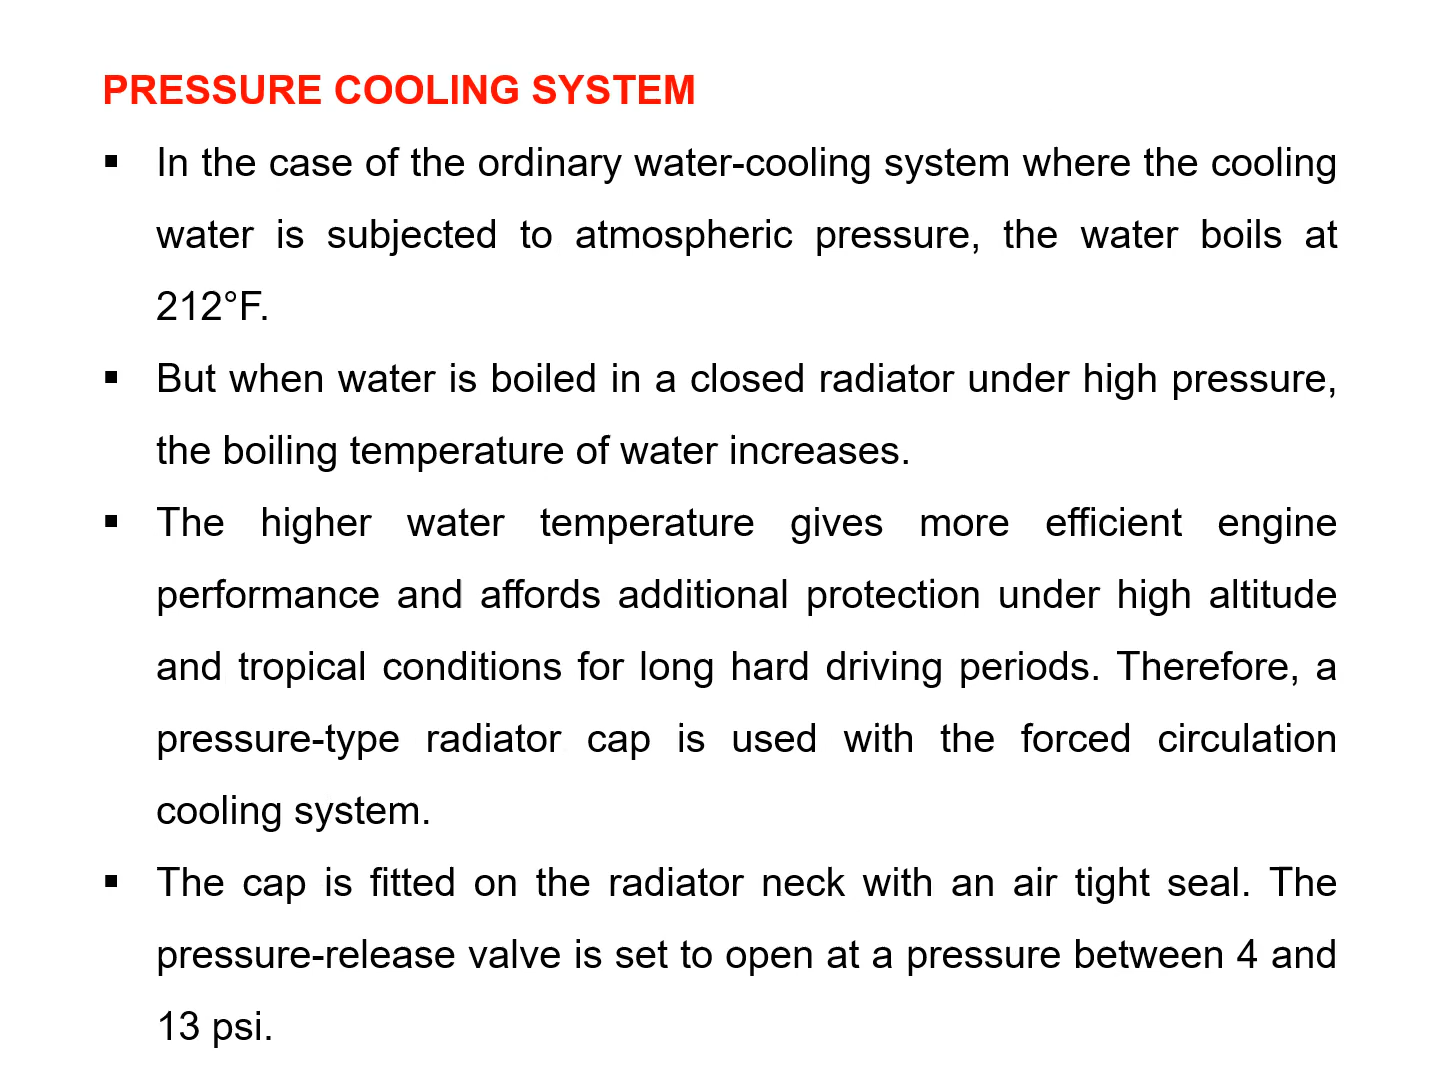 PRESSURE COOLING SYSTEM
▪ In the case of the ordinary water-cooling system where the cooling
water is subjected to atmospheric pressure, the water boils at
212°F.
▪ But when water is boiled in a closed radiator under high pressure,
the boiling temperature of water increases.
▪ The higher water temperature gives more efficient engine
performance and affords additional protection under high altitude
and tropical conditions for long hard driving periods. Therefore, a
pressure-type radiator cap is used with the forced circulation
cooling system.
▪ The cap is fitted on the radiator neck with an air tight seal. The
pressure-release valve is set to open at a pressure between 4 and
13 psi.